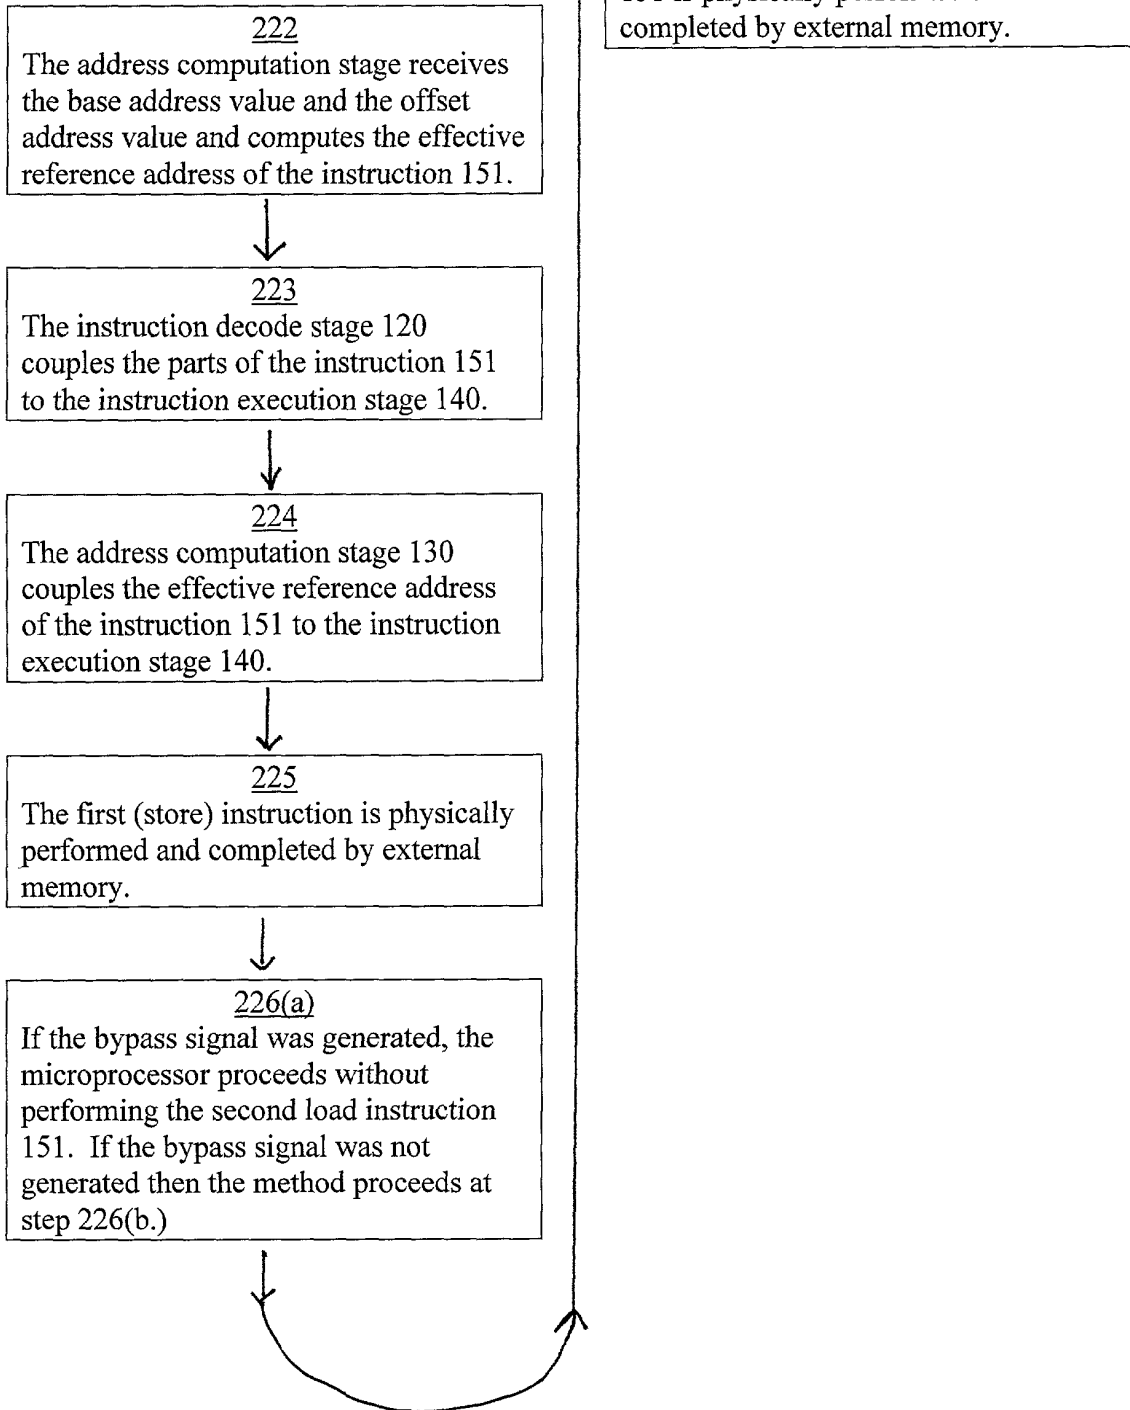 222
The address computation stage receives
the base address value and the offset
address value and computes the effective
reference address of the instruction 151.
223
The instruction decode stage 120
couples the parts of the instruction 151
to the instruction execution stage 140.
224
The address computation stage 130
couples the effective reference address
of the instruction 151 to the instruction
execution stage 140.
225
The first (store) instruction is physically
performed and completed by external
memory.
226(a)
If the bypass signal was generated, the
microprocessor proceeds without
performing the second load instruction
151.  If the bypass signal was not
generated then the method proceeds at
step 226(b.)
completed by external memory.